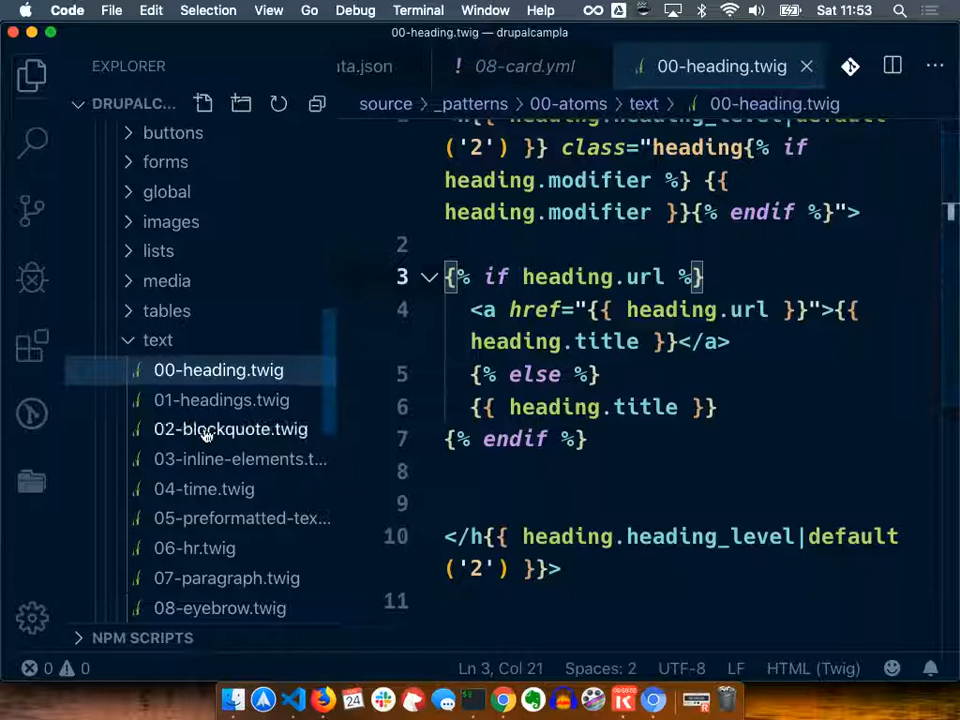 Code File Edit Selection View Go Debug Terminal Window Help Sat 11:53
00-heading.twig — drupalcampla
EXPLORER
ata.json ! 08-card.yml 00-heading.twig
DRUPALC...
source > _patterns > 00-atoms > text > 00-heading.twig
buttons
forms
global
images
lists
media
tables
text
00-heading.twig
01-headings.twig
02-blockquote.twig
03-inline-elements.t...
04-time.twig
05-preformatted-tex...
06-hr.twig
07-paragraph.twig
08-eyebrow.twig
NPM SCRIPTS
<h{{ heading.heading_level|default
('2') }} class="heading{% if
heading.modifier %} {{
heading.modifier }}{% endif %}">
2
3 {% if heading.url %}
4 <a href="{{ heading.url }}">{{
heading.title }}</a>
5 {% else %}
6 {{ heading.title }}
7 {% endif %}
8
9
10 </h{{ heading.heading_level|default
('2') }}>
11
0 0 Ln 3, Col 21 Spaces: 2 UTF-8 LF HTML (Twig)